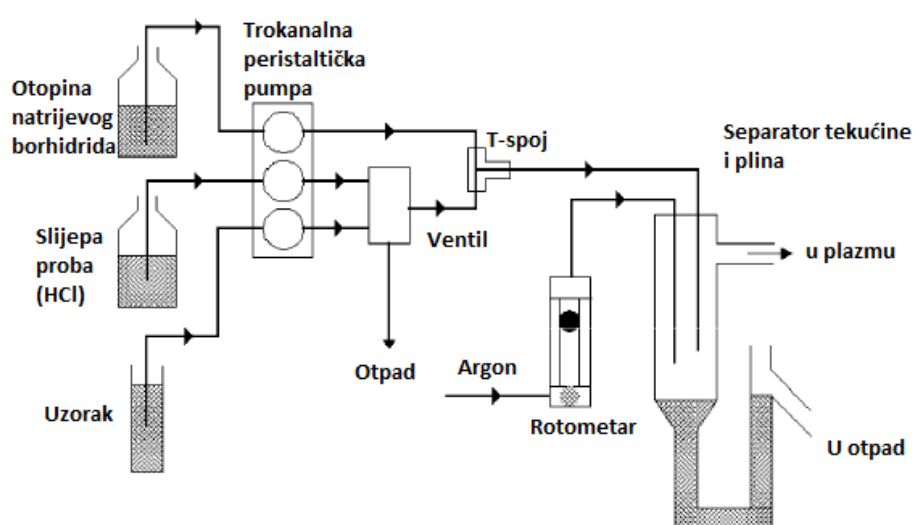 Otopina
natrijevog
borhidrida
Trokanalna
peristaltička
pumpa
T-spoj
Separator tekućine
i plina
Slijepa
proba
(HCl)
Ventil
u plazmu
Uzorak
Otpad
Argon
Rotometar
U otpad